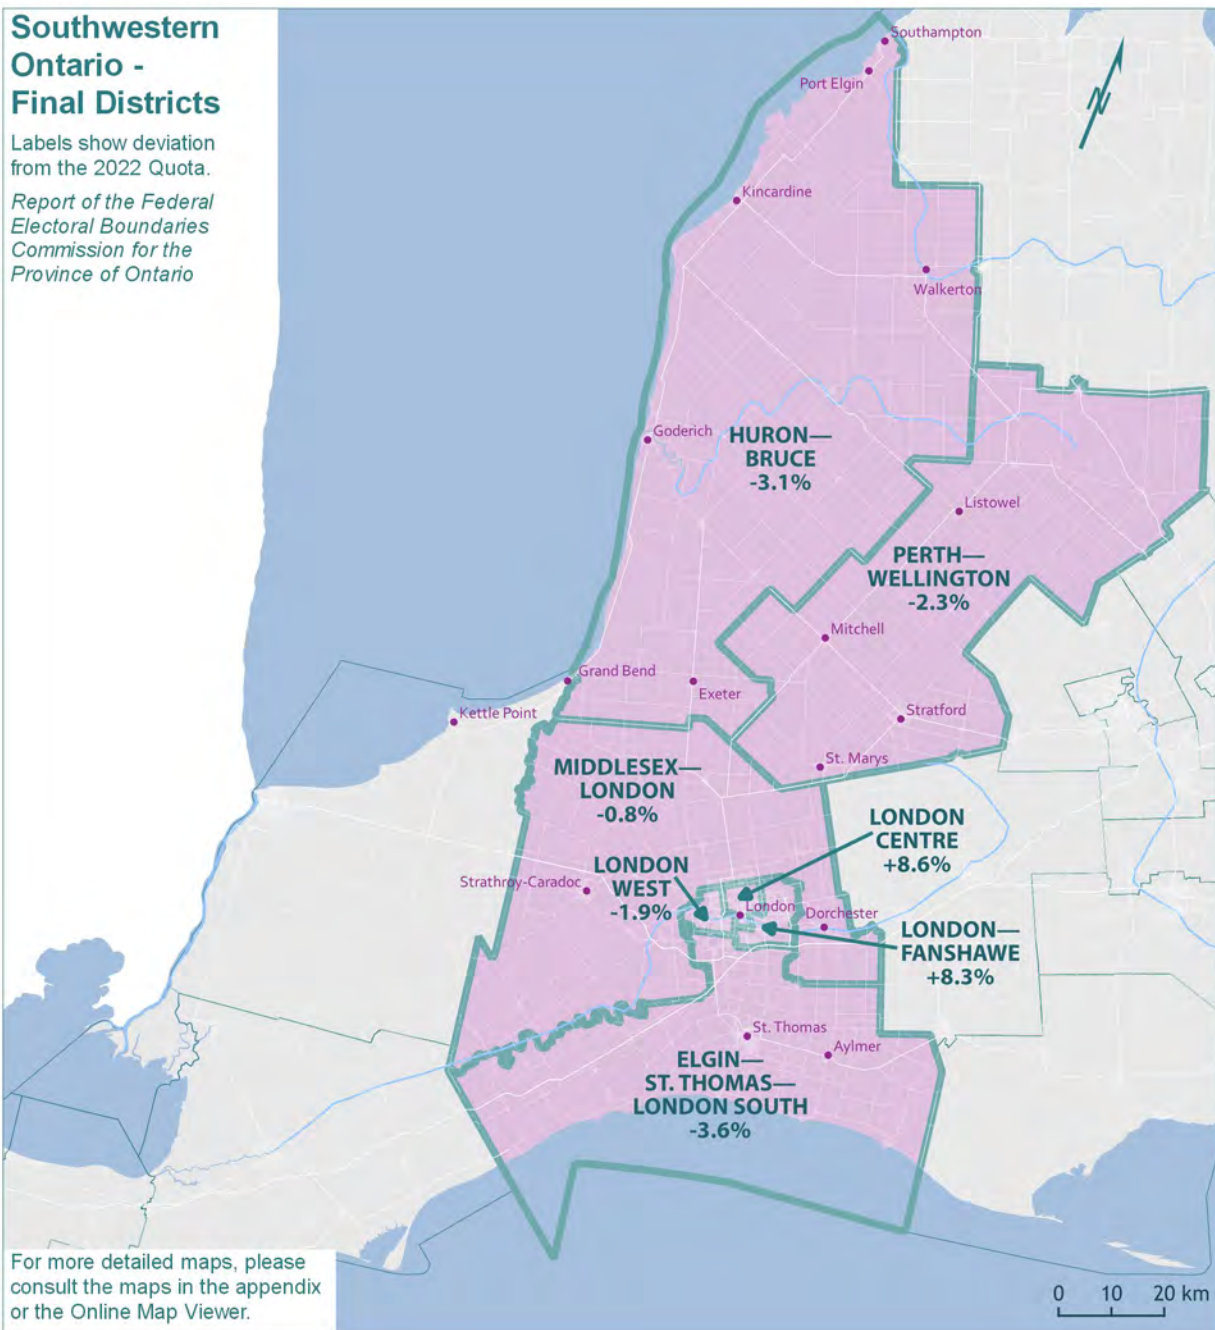 Southwestern
Ontario -
Final Districts
Labels show deviation
from the 2022 Quota.
Report of the Federal
Electoral Boundaries
Commission for the
Province of Ontario
Southampton
Port Elgin
N
Kincardine
Walkerton
Goderich
HURON—
BRUCE
-3.1%
Listowel
PERTH—
WELLINGTON
-2.3%
Mitchell
Grand Bend
Exeter
Kettle Point
Stratford
St. Marys
MIDDLESEX—
LONDON
-0.8%
LONDON
CENTRE
+8.6%
LONDON
WEST
-1.9%
Strathroy-Caradoc
London
Dorchester
LONDON—
FANSHAWE
+8.3%
St. Thomas
Aylmer
ELGIN—
ST. THOMAS—
LONDON SOUTH
-3.6%
For more detailed maps, please
consult the maps in the appendix
or the Online Map Viewer.
0 10 20 km